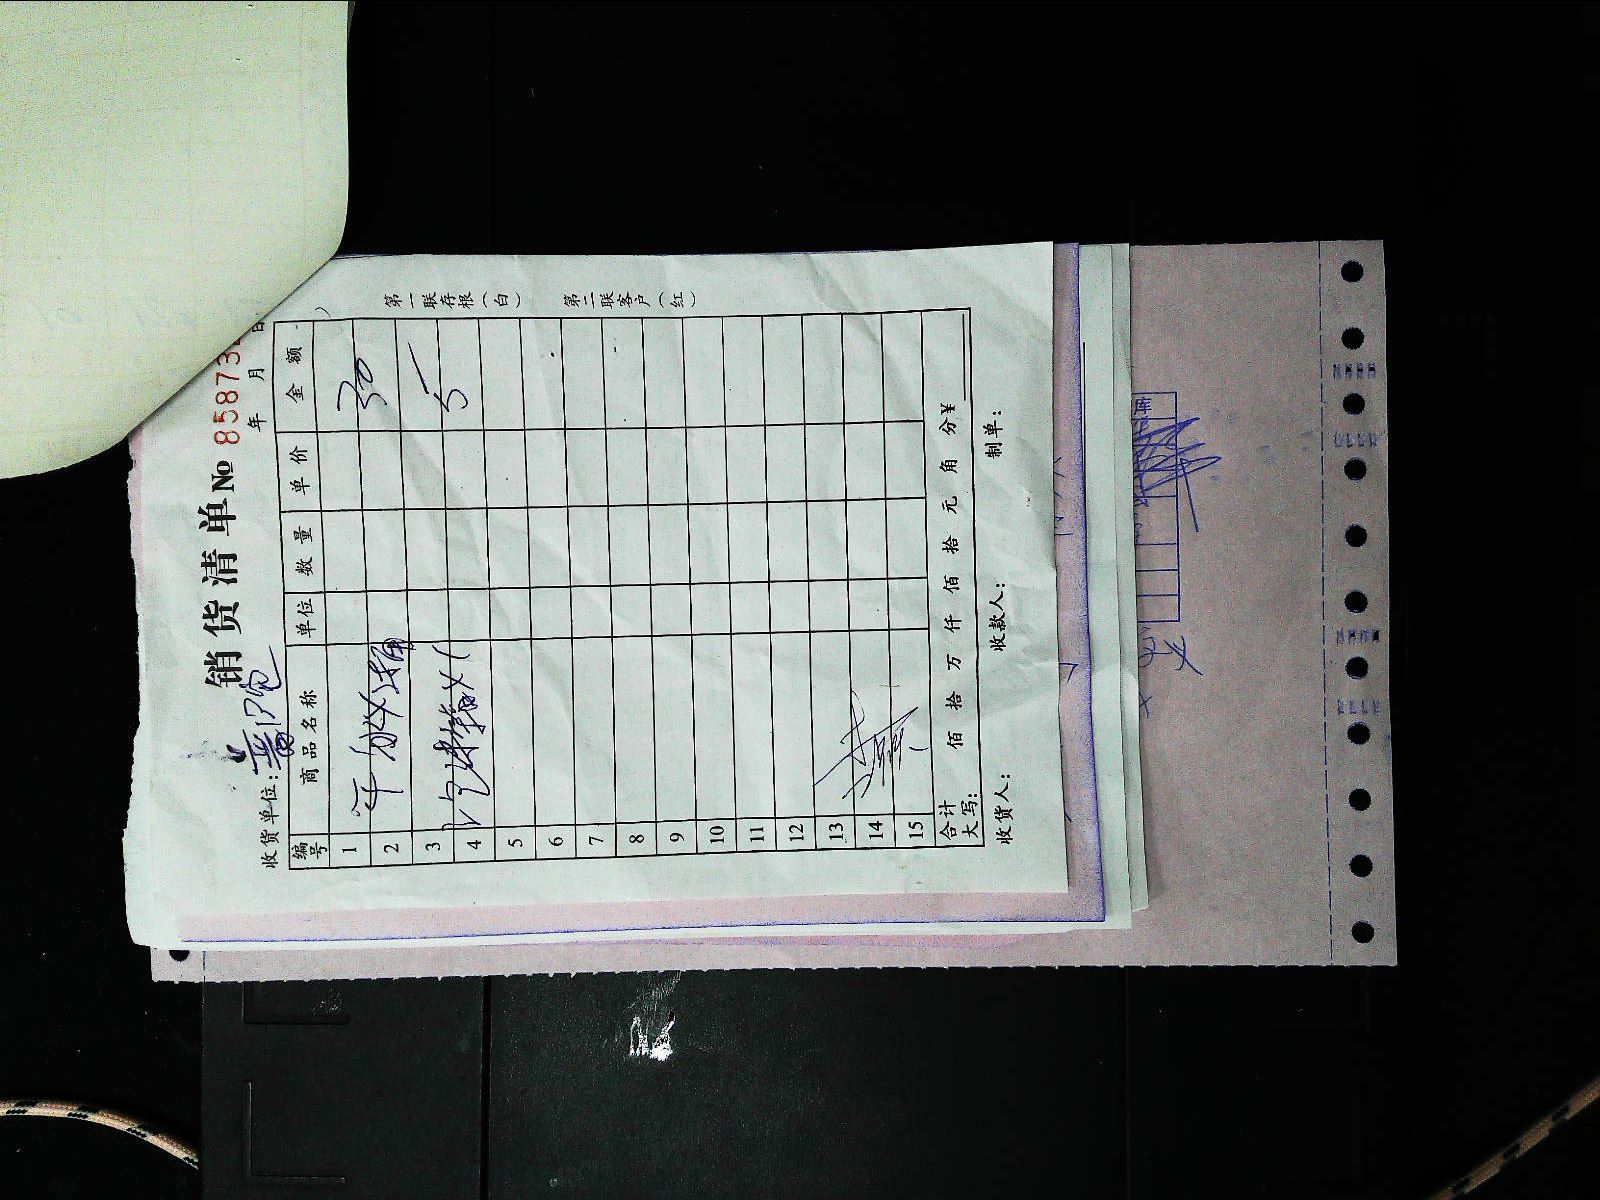 销货清单 № 85873
年 月 日
收货单位：
编号 商品名称 单位 数量 单价 金额
1 30
2
3 5
4
5
6
7
8
9
10
11
12
13
14
15
合计大写： 佰 拾 万 仟 佰 拾 元 角 分 ¥
收货人： 收款人： 制单：
第一联存根（白） 第二联客户（红）